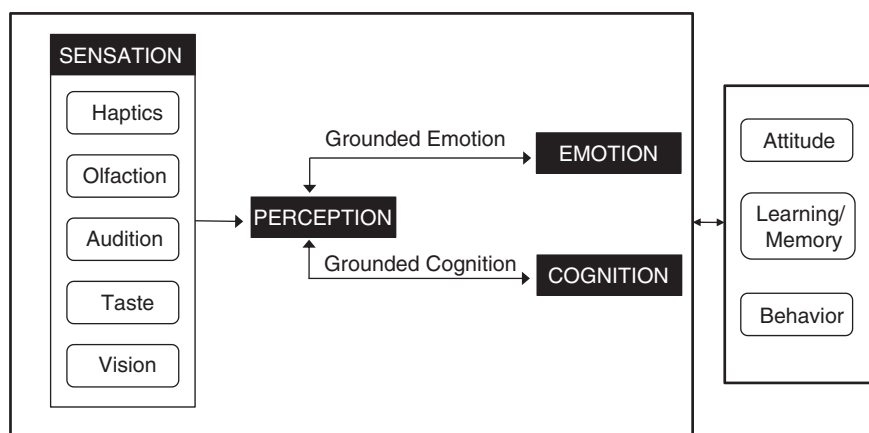 SENSATION
Haptics
Olfaction
Audition
Taste
Vision
PERCEPTION
Grounded Emotion
EMOTION
Grounded Cognition
COGNITION
Attitude
Learning/
Memory
Behavior